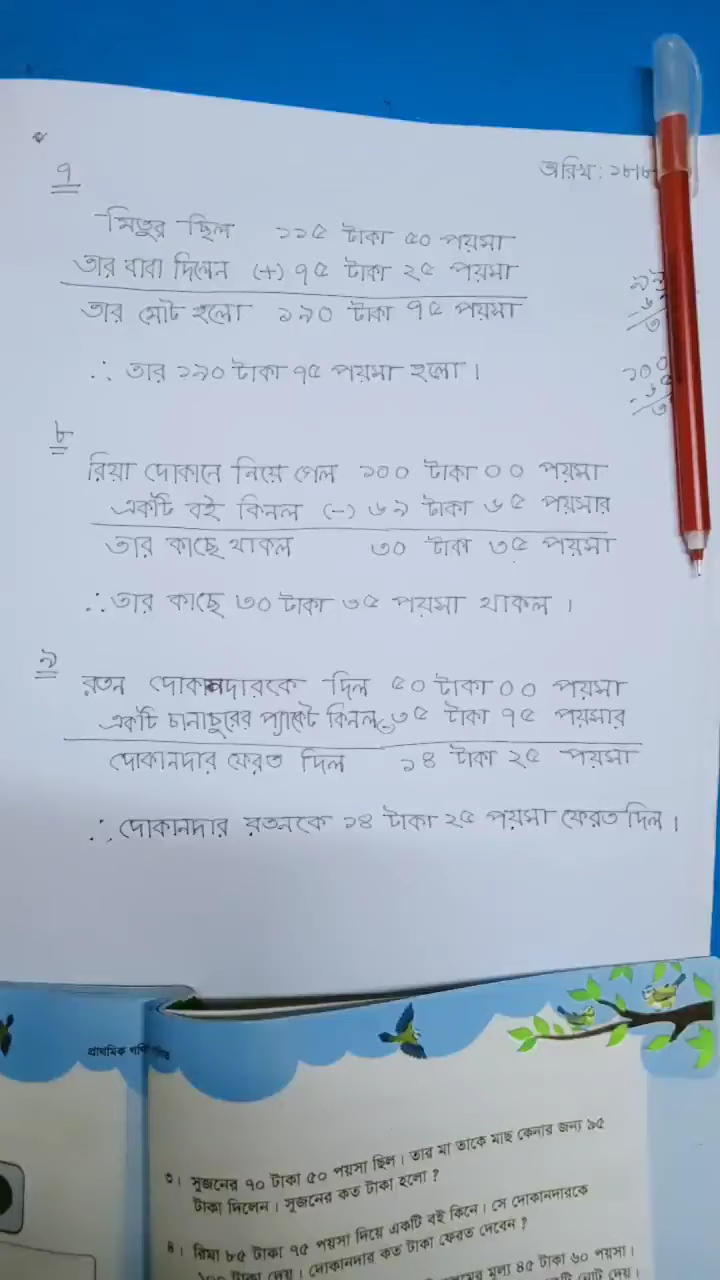 তারিখ: ১৮৷৮
৭
মিতুর ছিল ১১৫ টাকা ৫০ পয়সা
তার বাবা দিলেন (+) ৭৫ টাকা ২৫ পয়সা
তার মোট হলো ১৯০ টাকা ৭৫ পয়সা
∴ তার ১৯০ টাকা ৭৫ পয়সা হলো।
৮
রিয়া দোকানে নিয়ে গেল ১০০ টাকা ০০ পয়সা
একটি বই কিনল (-) ৬৯ টাকা ৬৫ পয়সার
তার কাছে থাকল ৩০ টাকা ৩৫ পয়সা
∴ তার কাছে ৩০ টাকা ৩৫ পয়সা থাকল।
৯
রতন দোকানদারকে দিল ৫০ টাকা ০০ পয়সা
একটি চানাচুরের প্যাকেট কিনল ৩৫ টাকা ৭৫ পয়সার
দোকানদার ফেরত দিল ১৪ টাকা ২৫ পয়সা
∴ দোকানদার রতনকে ১৪ টাকা ২৫ পয়সা ফেরত দিল।
প্রাথমিক
৩। সুজনের ৭০ টাকা ৫০ পয়সা ছিল। তার মা তাকে মাছ কেনার জন্য ৯৫
টাকা দিলেন। সুজনের কত টাকা হলো?
৪। রিমা ৮৫ টাকা ৭৫ পয়সা দিয়ে একটি বই কিনে। সে দোকানদারকে
১০০ টাকা দেয়। দোকানদার কত টাকা ফেরত দেবেন?
মূল্য ৪৫ টাকা ৬০ পয়সা।
নোট দেয়।